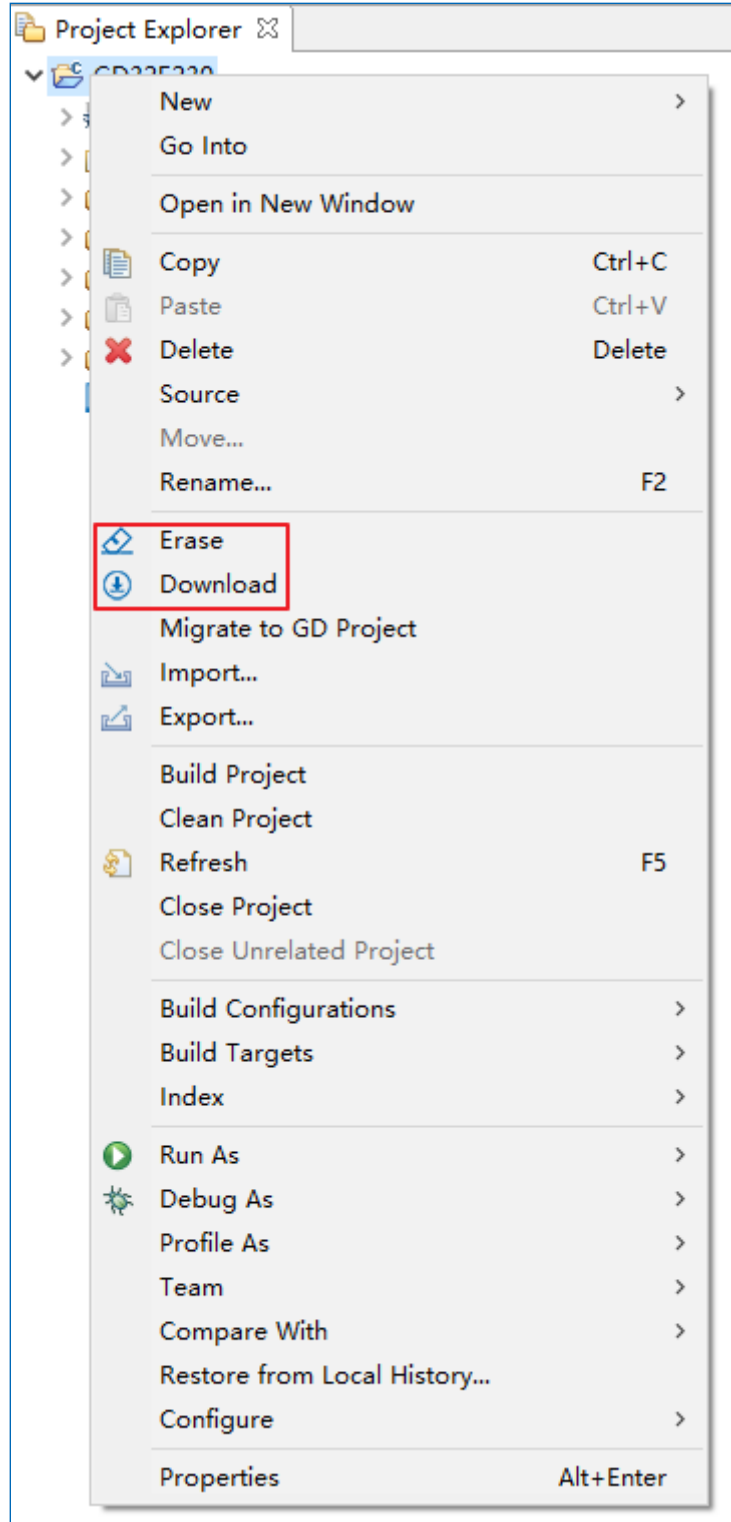 Project Explorer
New
Go Into
Open in New Window
Copy Ctrl+C
Paste Ctrl+V
Delete Delete
Source
Move...
Rename... F2
Erase
Download
Migrate to GD Project
Import...
Export...
Build Project
Clean Project
Refresh F5
Close Project
Close Unrelated Project
Build Configurations
Build Targets
Index
Run As
Debug As
Profile As
Team
Compare With
Restore from Local History...
Configure
Properties Alt+Enter